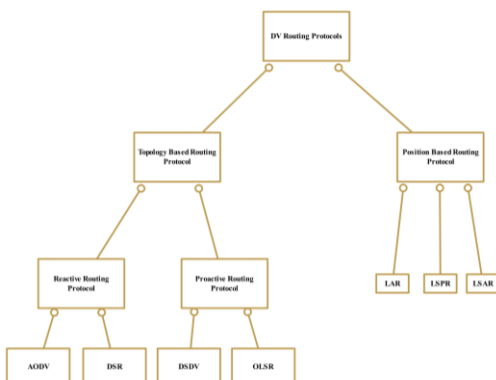 DV Routing Protocols
Topology Based Routing
Protocol
Position Based Routing
Protocol
Reactive Routing
Protocol
Proactive Routing
Protocol
LAR
LSPR
LSAR
AODV
DSR
DSDV
OLSR